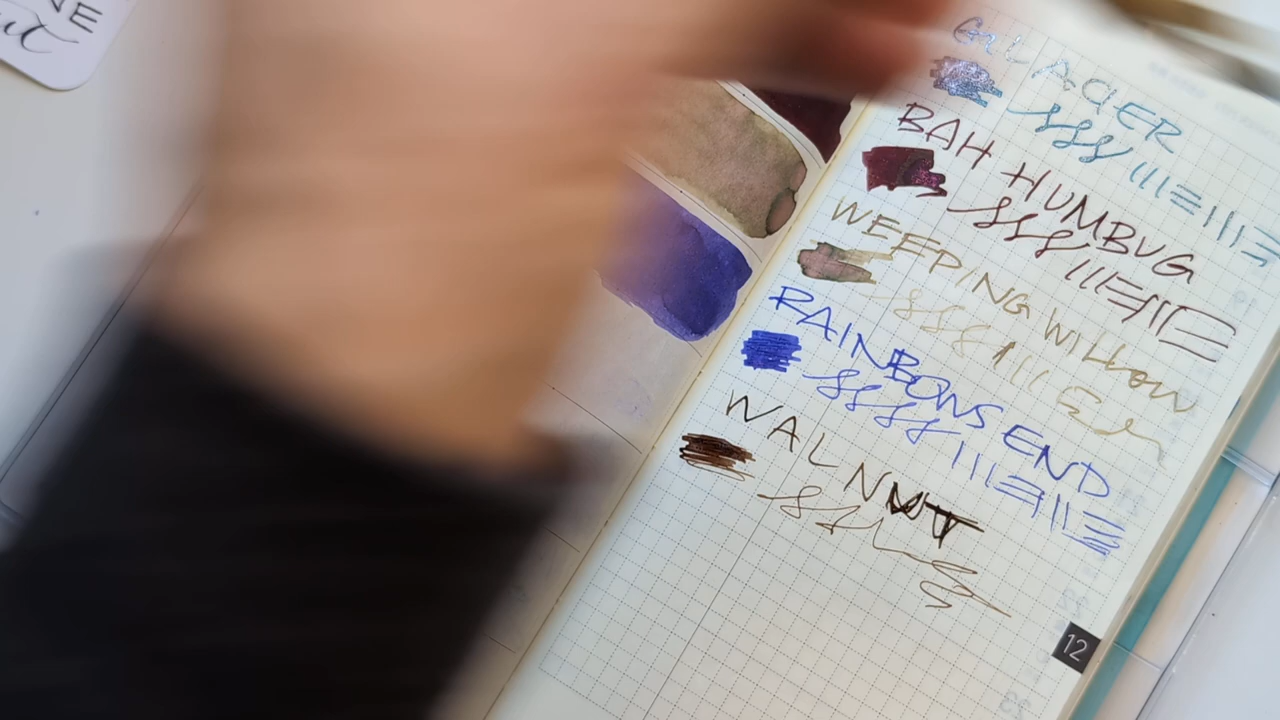 GLACIER
BAH HUMBUG
WEEPING WILLOW
RAINBOWS END
WALNUT
12